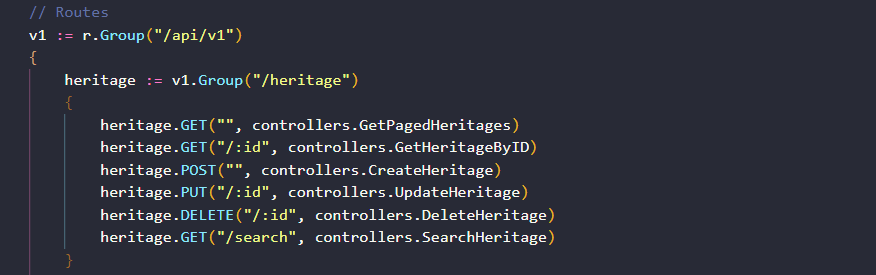 // Routes
v1 := r.Group("/api/v1")
{
heritage := v1.Group("/heritage")
{
heritage.GET("", controllers.GetPagedHeritages)
heritage.GET("/:id", controllers.GetHeritageByID)
heritage.POST("", controllers.CreateHeritage)
heritage.PUT("/:id", controllers.UpdateHeritage)
heritage.DELETE("/:id", controllers.DeleteHeritage)
heritage.GET("/search", controllers.SearchHeritage)
}